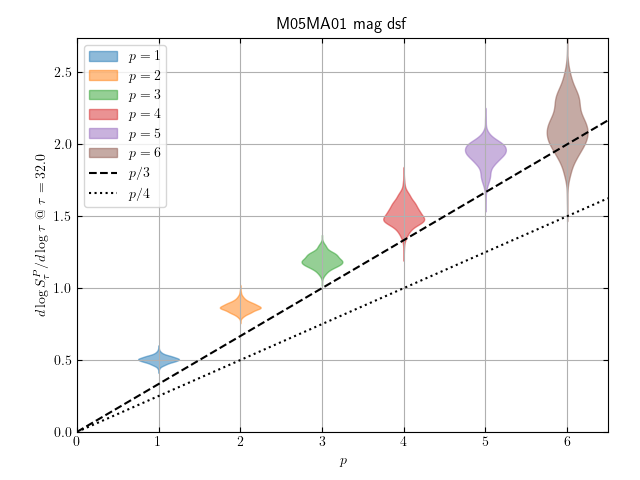 M05MA01 mag dsf
p = 1
p = 2
p = 3
p = 4
p = 5
p = 6
p/3
p/4
d log S_τ^P / d log τ @ τ = 32.0
2.5
2.0
1.5
1.0
0.5
0.0
0 1 2 3 4 5 6
p